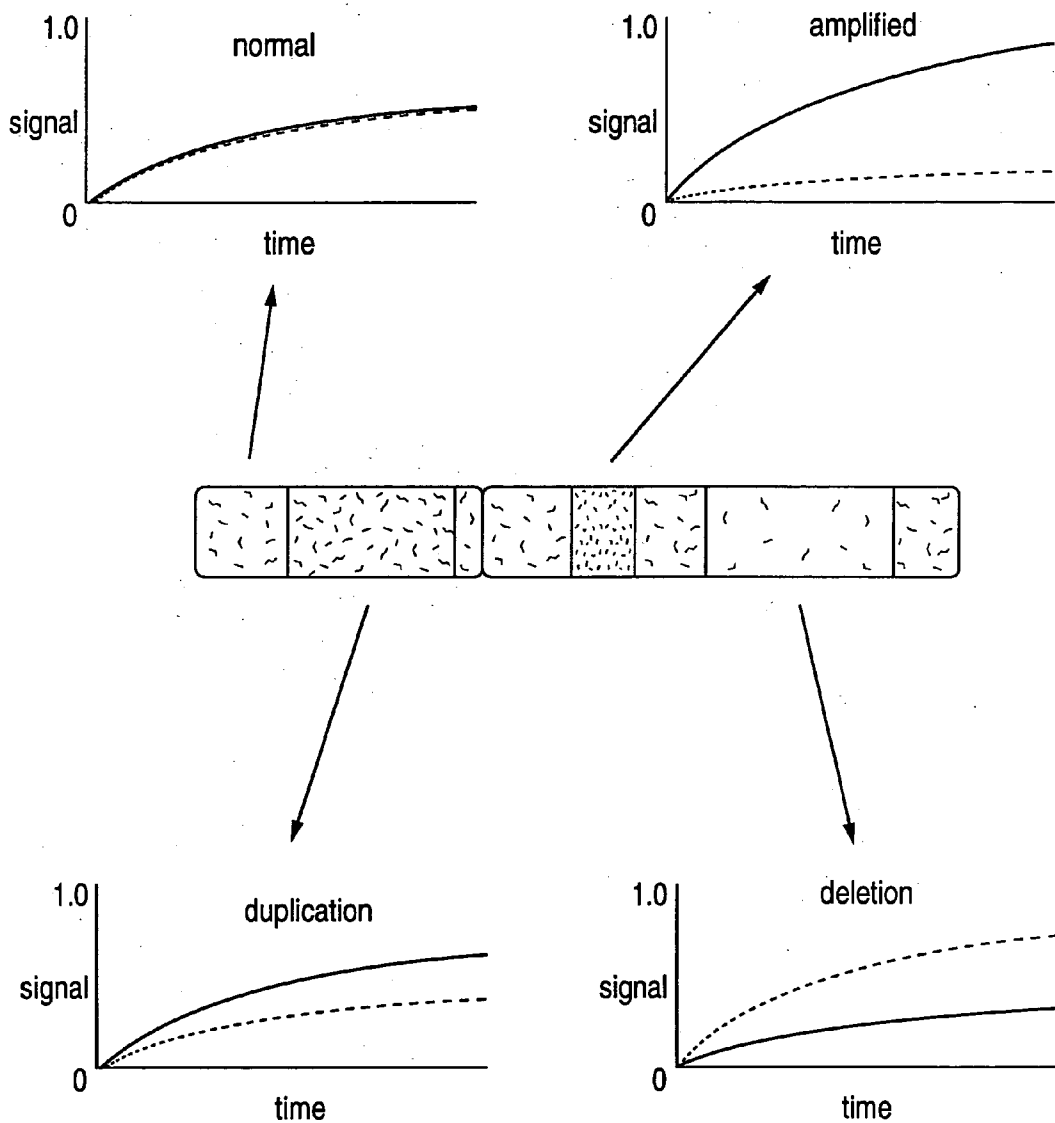 1.0
normal
signal
0
time
1.0
amplified
signal
0
time
1.0
duplication
signal
0
time
1.0
deletion
signal
0
time